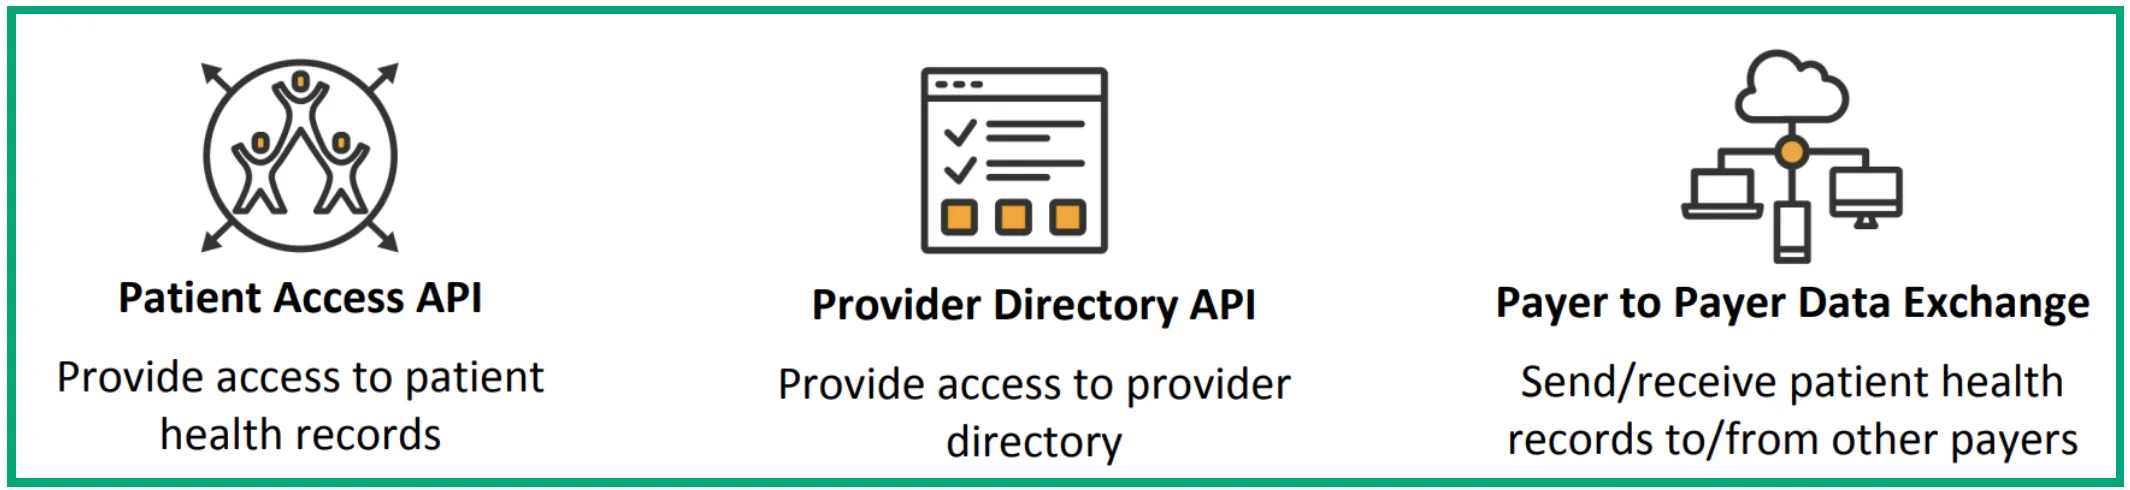 Patient Access API
Provide access to patient
health records
Provider Directory API
Provide access to provider
directory
Payer to Payer Data Exchange
Send/receive patient health
records to/from other payers